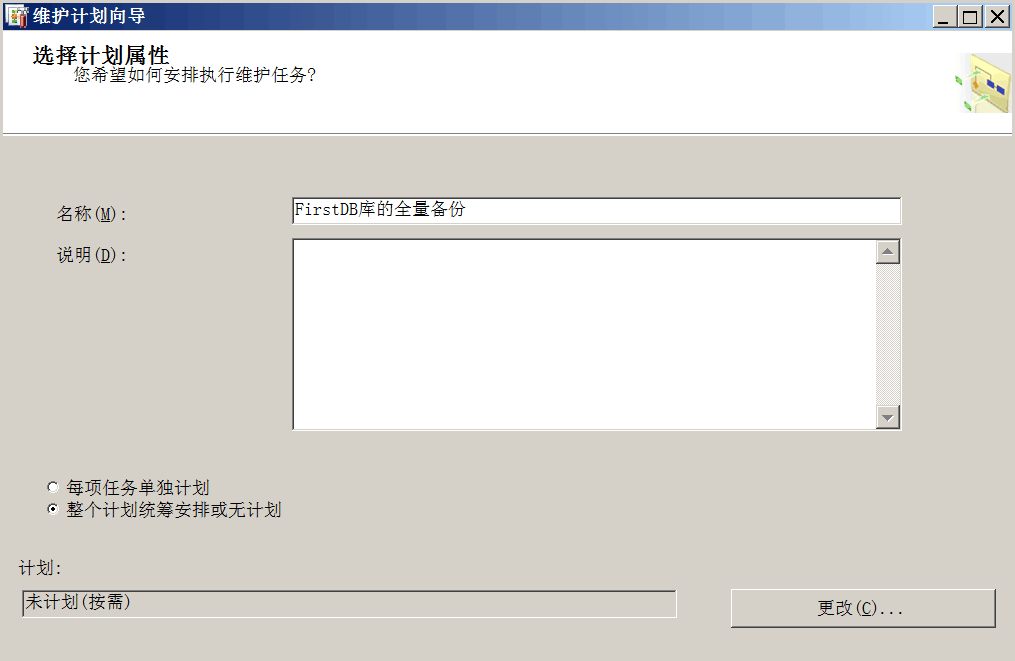 维护计划向导
选择计划属性
您希望如何安排执行维护任务?
名称(M):
FirstDB库的全量备份
说明(D):
每项任务单独计划
整个计划统筹安排或无计划
计划:
未计划(按需)
更改(C)...